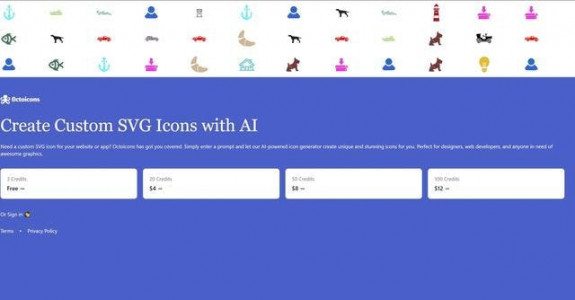 Octoicons
Create Custom SVG Icons with AI
Need a custom SVG icon for your website or app? Octoicons has got you covered. Simply enter a prompt and let our AI powered icon generator create unique and stunning icons for you. Perfect for designers, web developers, and anyone in need of
awesome graphics.
3 Credits
Free →
20 Credits
$4 →
50 Credits
$8 →
100 Credits
$12 →
Or Sign in
Terms • Privacy Policy